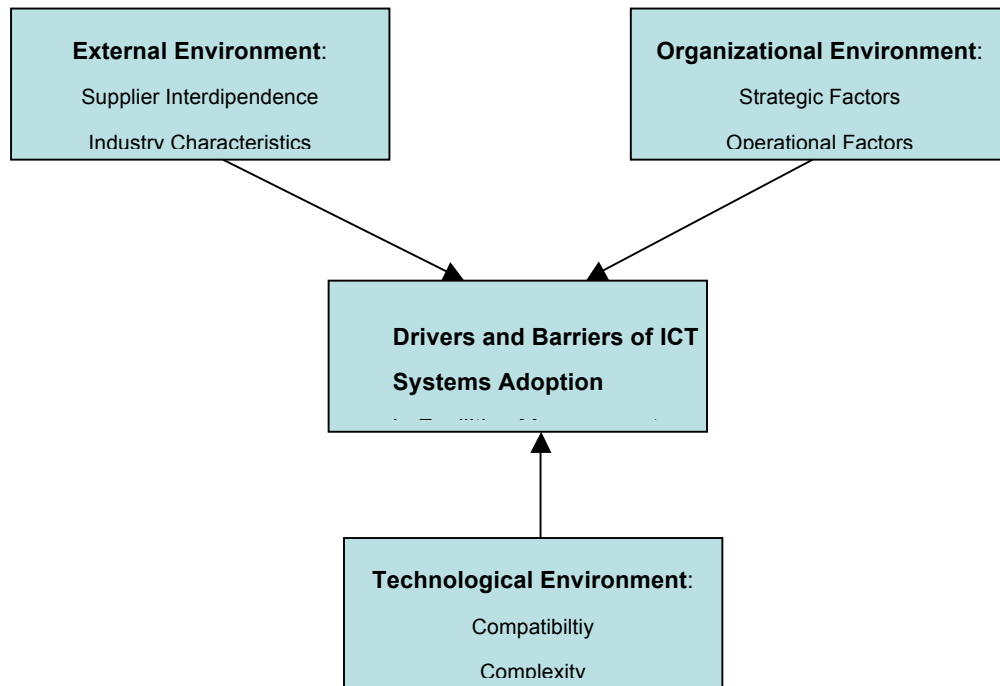 External Environment:
Supplier Interdipendence
Industry Characteristics
Organizational Environment:
Strategic Factors
Operational Factors
Drivers and Barriers of ICT
Systems Adoption
Technological Environment:
Compatibiltiy
Complexity